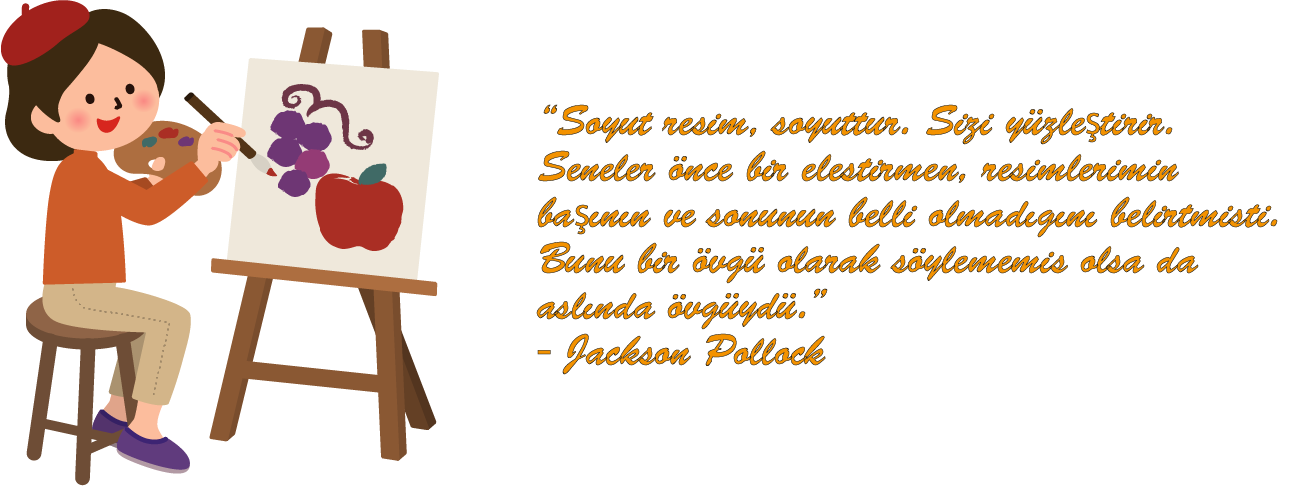 “Soyut resim, soyuttur. Sizi yüzleştirir.
Seneler önce bir elestirmen, resimlerimin
başının ve sonunun belli olmadıgını belirtmisti.
Bunu bir övgü olarak söylememis olsa da
aslında övgüydü.”
- Jackson Pollock